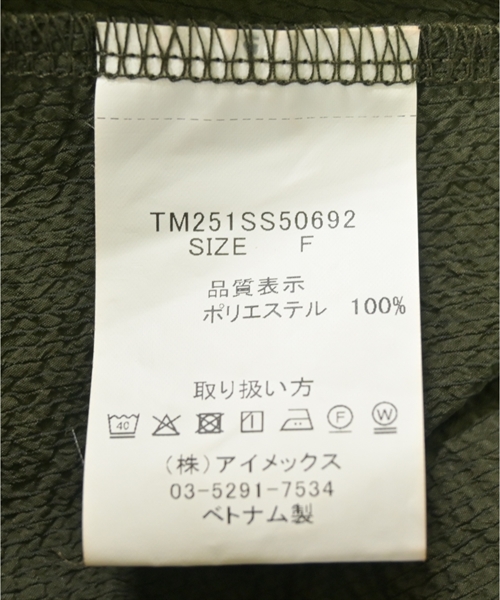 TM251SS50692
SIZE F
品質表示
ポリエステル 100%
取り扱い方
40 F W
(株)アイメックス
03-5291-7534
ベトナム製